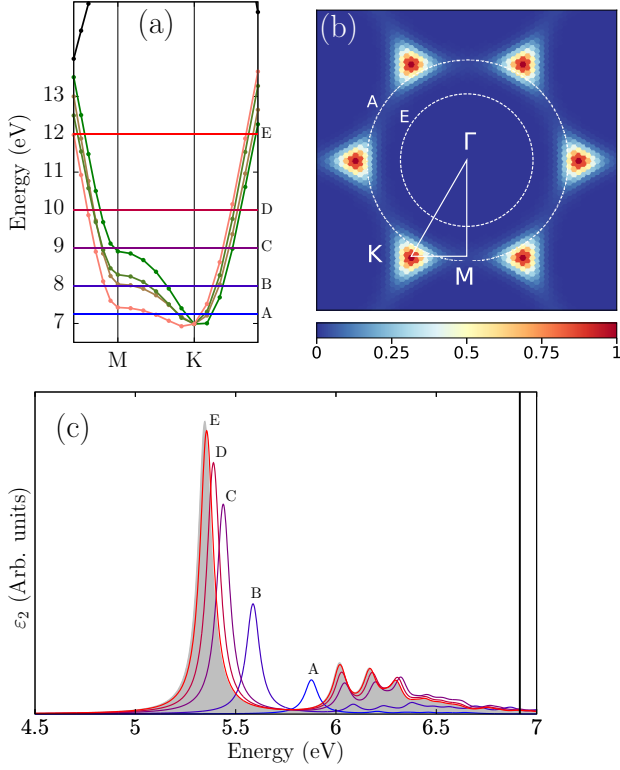 (a)
Energy (eV)
13
12
11
10
9
8
7
E
D
C
B
A
M
K
(b)
A
E
Γ
K
M
0
0.25
0.5
0.75
1
(c)
E
D
C
B
A
ε₂ (Arb. units)
4.5
5
5.5
6
6.5
7
Energy (eV)